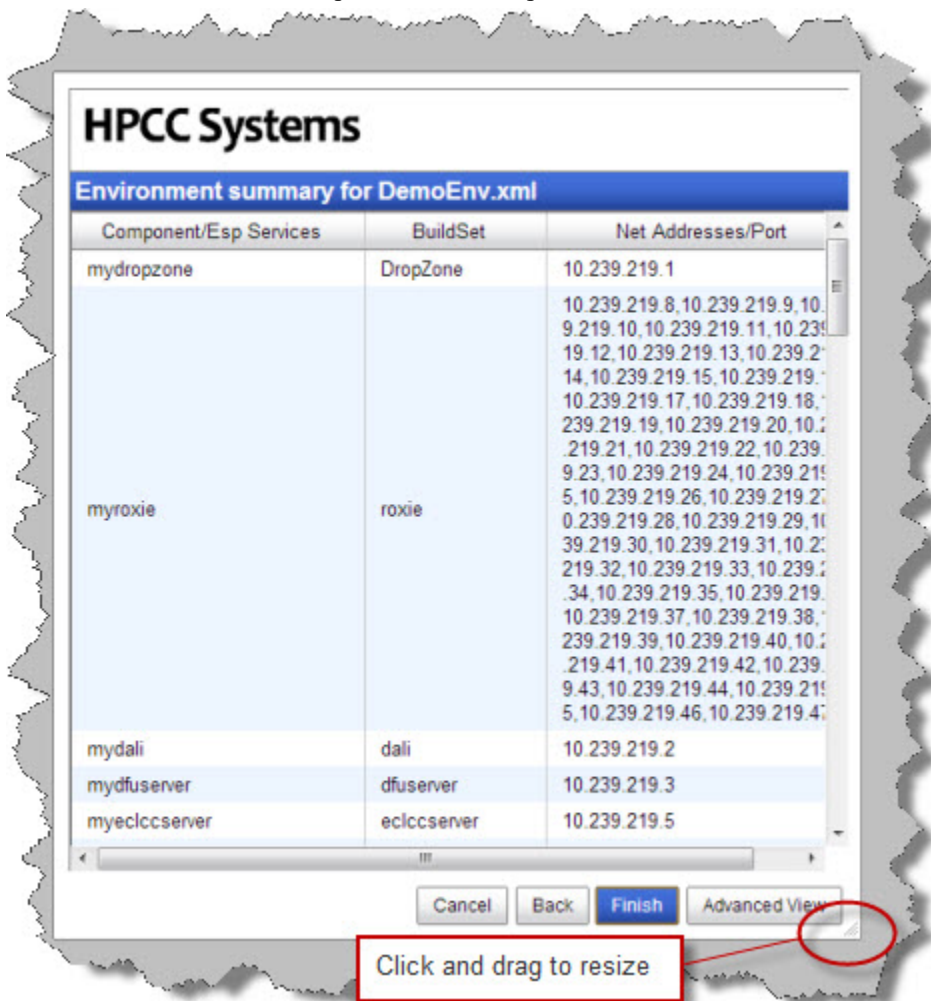 HPCC Systems
Environment summary for DemoEnv.xml
Component/Esp Services BuildSet Net Addresses/Port
mydropzone DropZone 10.239.219.1
10.239.219.8,10.239.219.9,10.
9.219.10,10.239.219.11,10.239
19.12,10.239.219.13,10.239.2
14,10.239.219.15,10.239.219.
10.239.219.17,10.239.219.18,
239.219.19,10.239.219.20,10.2
.219.21,10.239.219.22,10.239.
9.23,10.239.219.24,10.239.219
5,10.239.219.26,10.239.219.27
myroxie roxie
0.239.219.28,10.239.219.29,10
39.219.30,10.239.219.31,10.23
219.32,10.239.219.33,10.239.2
.34,10.239.219.35,10.239.219.
10.239.219.37,10.239.219.38,
239.219.39,10.239.219.40,10.2
.219.41,10.239.219.42,10.239.
9.43,10.239.219.44,10.239.219
5,10.239.219.46,10.239.219.47
mydali dali 10.239.219.2
mydfuserver dfuserver 10.239.219.3
myeclccserver eclccserver 10.239.219.5
Cancel Back Finish Advanced View
Click and drag to resize